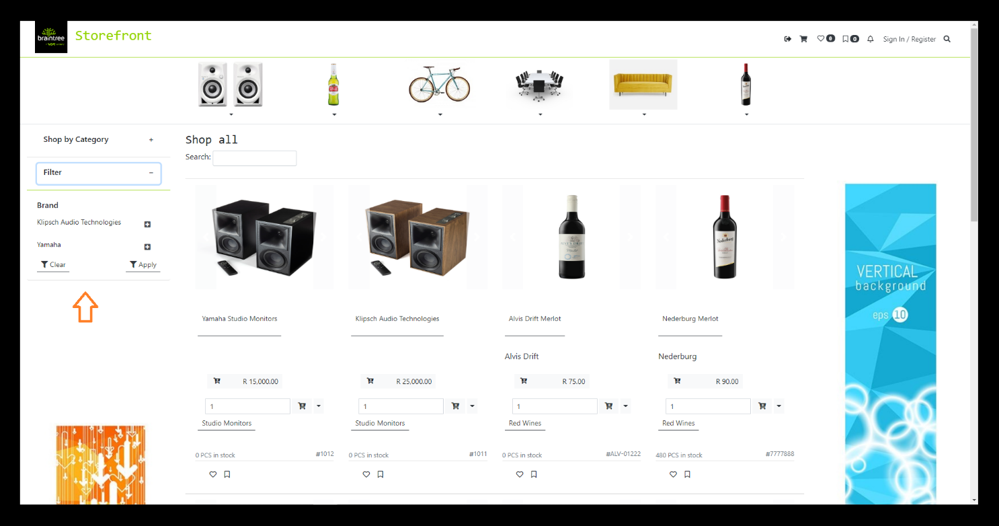 braintree
Storefront
0
0
Sign In / Register
Shop by Category
+
Filter
−
Brand
Klipsch Audio Technologies
Yamaha
Clear
Apply
Shop all
Search:
Yamaha Studio Monitors
Klipsch Audio Technologies
Alvis Drift Merlot
Nederburg Merlot
Alvis Drift
Nederburg
R 15,000.00
R 25,000.00
R 75.00
R 90.00
1
1
1
1
Studio Monitors
Studio Monitors
Red Wines
Red Wines
0 PCS in stock
#1012
0 PCS in stock
#1011
0 PCS in stock
#ALV-01222
480 PCS in stock
#7777888
VERTICAL
background
eps 10